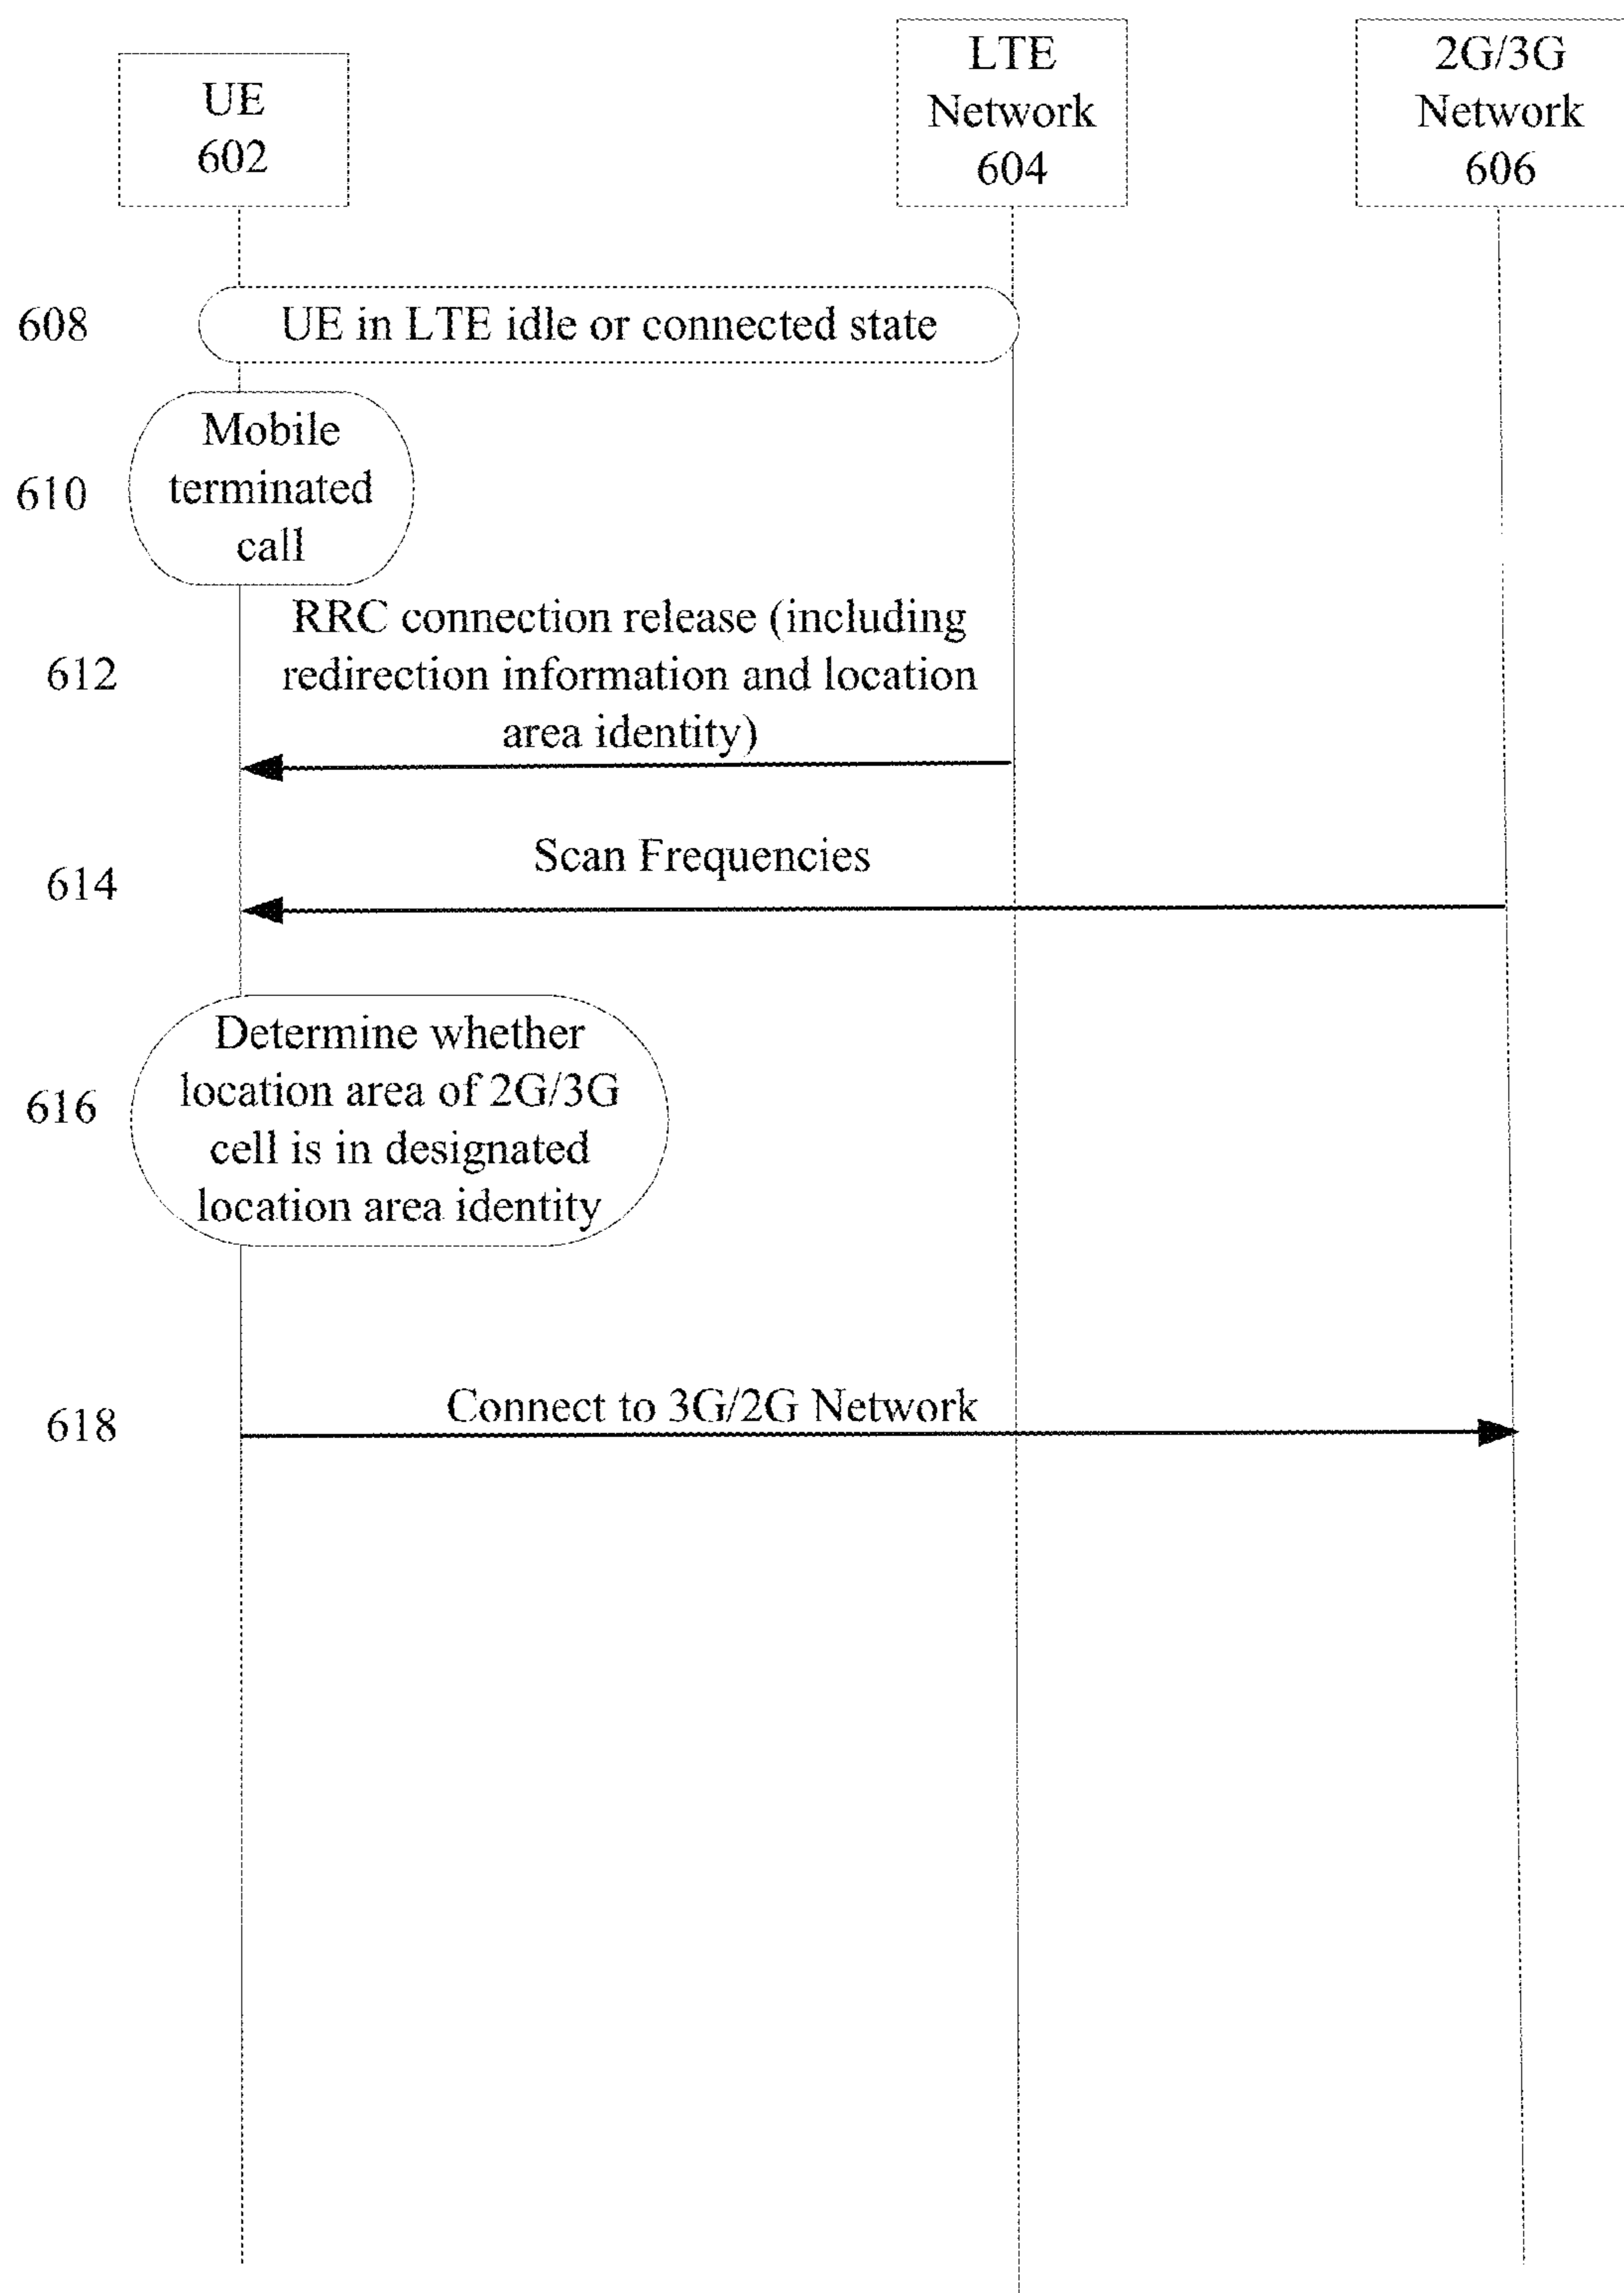 UE
602
LTE
Network
604
2G/3G
Network
606
608
UE in LTE idle or connected state
610
Mobile
terminated
call
612
RRC connection release (including
redirection information and location
area identity)
614
Scan Frequencies
616
Determine whether
location area of 2G/3G
cell is in designated
location area identity
618
Connect to 3G/2G Network